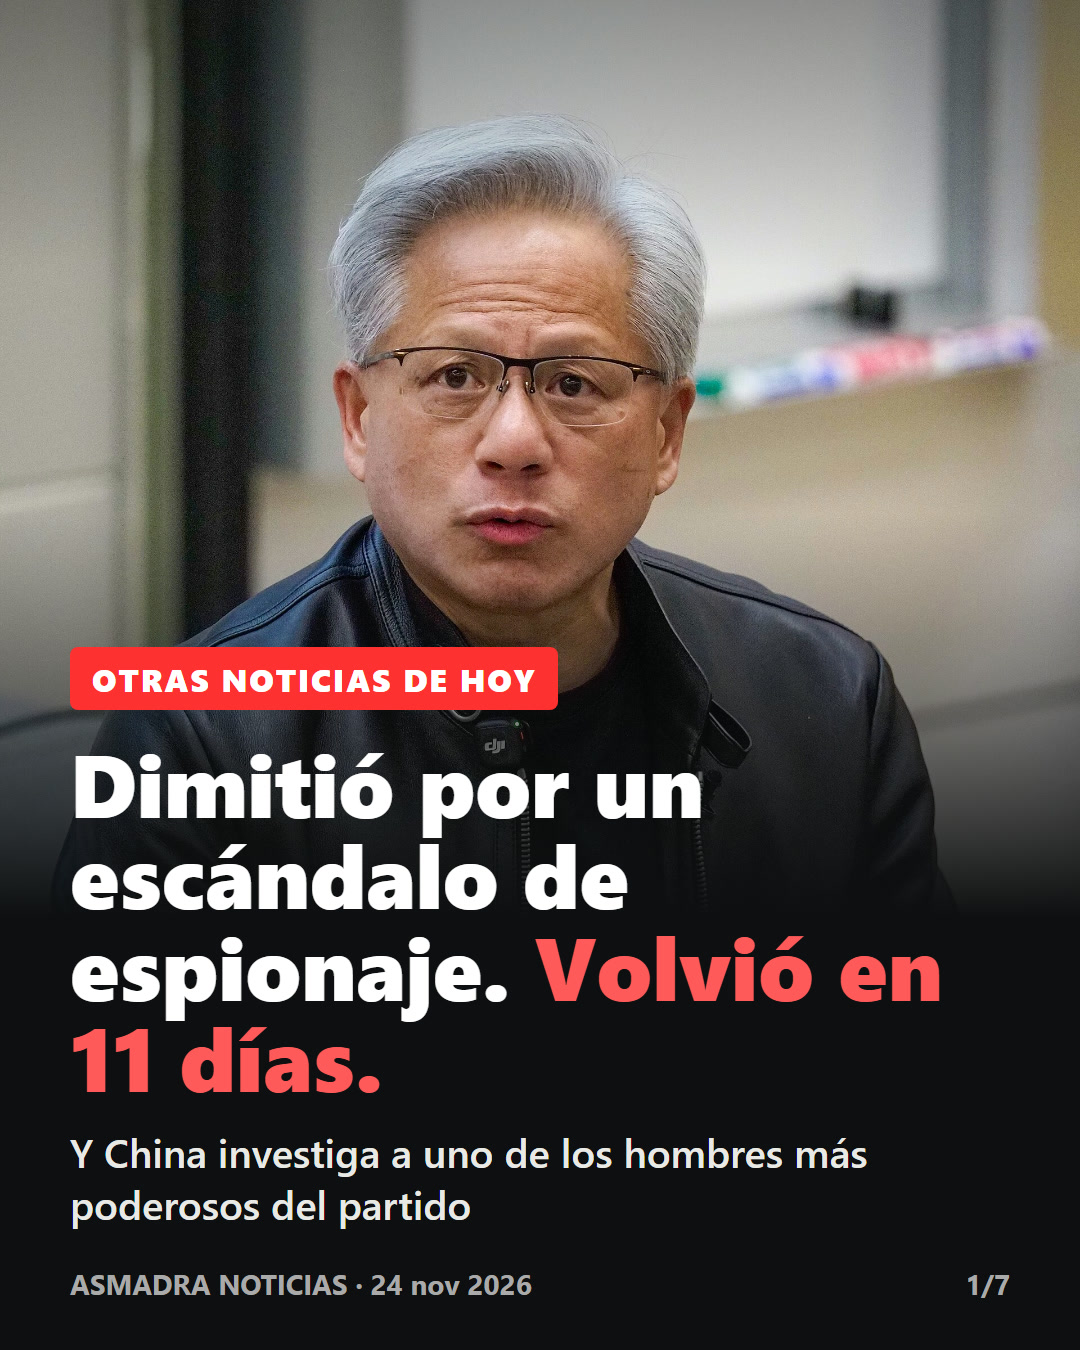 dji
OTRAS NOTICIAS DE HOY
Dimitió por un
escándalo de
espionaje. Volvió en
11 días.
Y China investiga a uno de los hombres más
poderosos del partido
ASMADRA NOTICIAS · 24 nov 2026
1/7